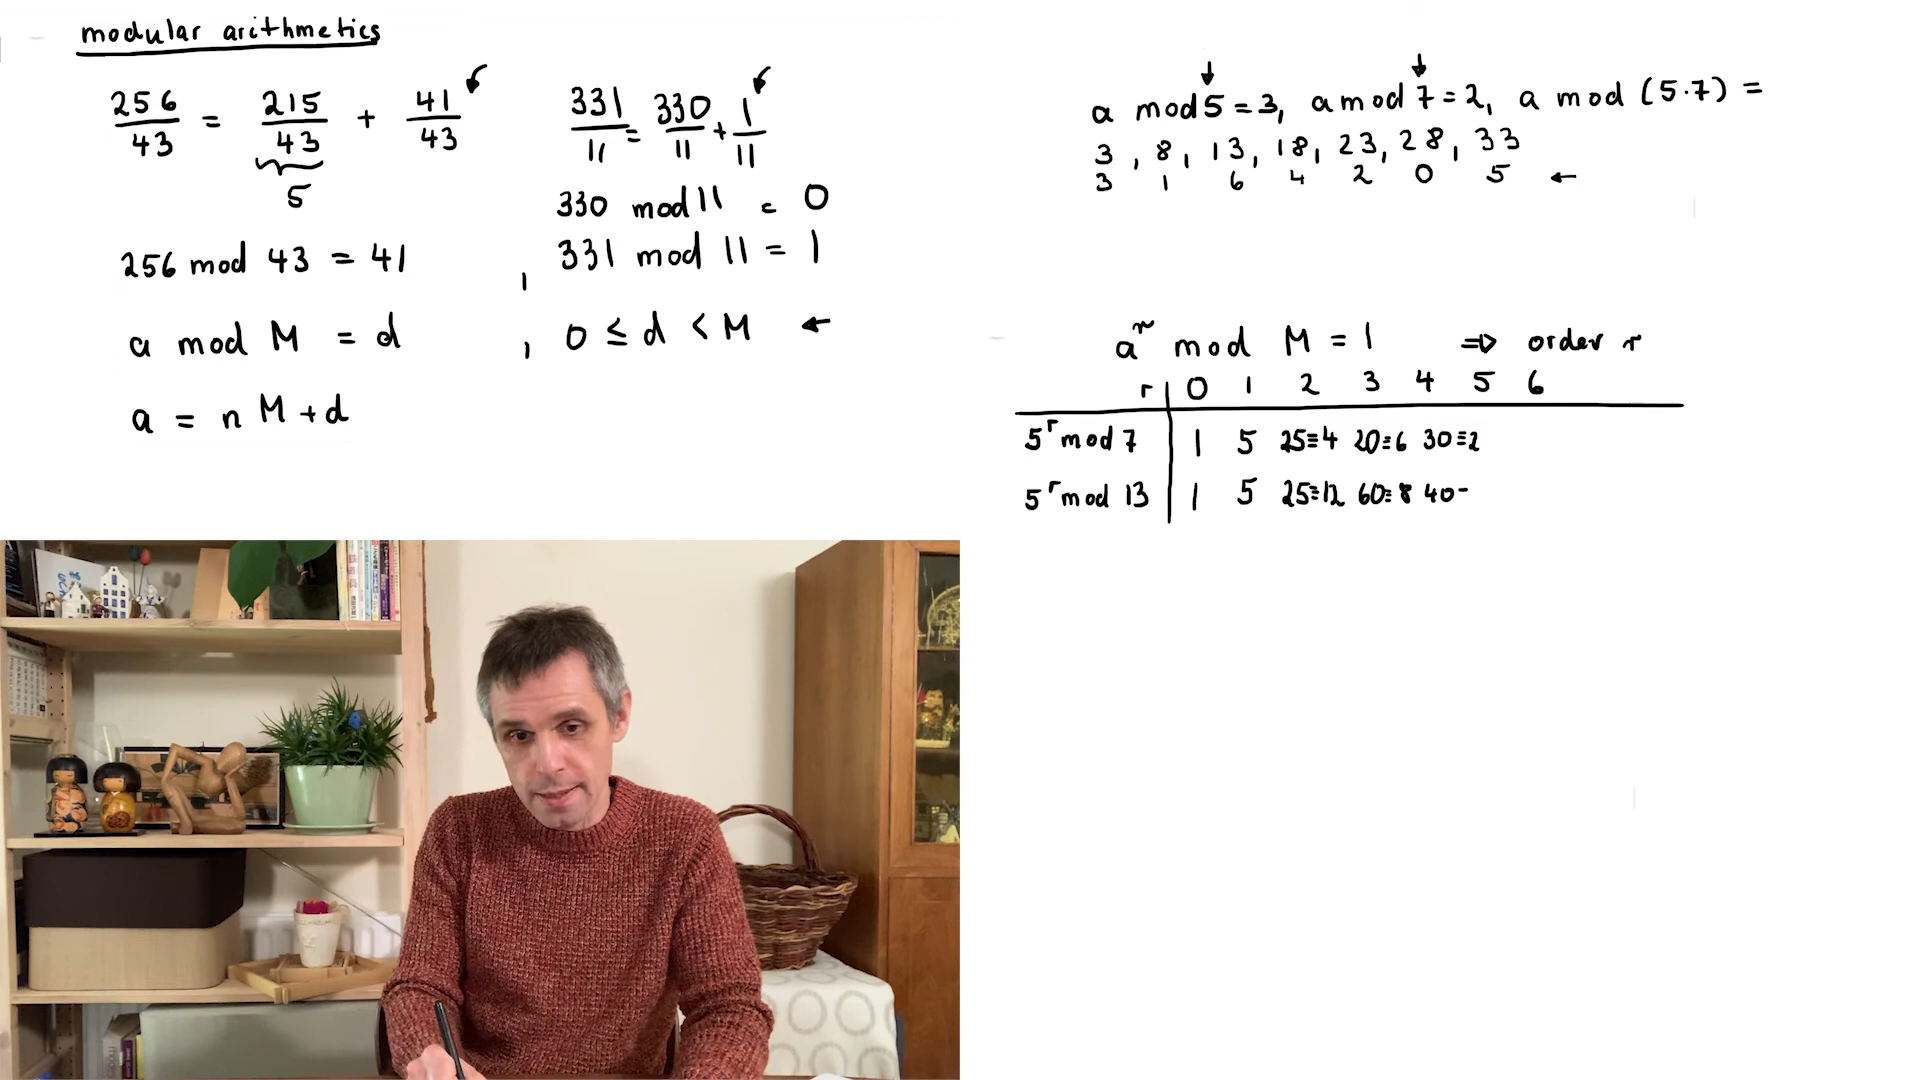 modular arithmetics
256/43 = 215/43 + 41/43
5
256 mod 43 = 41
a mod M = d
a = n M + d
331/11 = 330/11 + 1/11
330 mod 11 = 0
, 331 mod 11 = 1
, 0 ≤ d < M ←
a mod 5 = 3, a mod 7 = 2, a mod (5·7) =
3, 8, 13, 18, 23, 28, 33
3 1 6 4 2 0 5 ←
a^r mod M = 1 ⇒ order r
r | 0 1 2 3 4 5 6
5^r mod 7 | 1 5 25≡4 20≡6 30≡2
5^r mod 13 | 1 5 25≡12 60≡8 40-